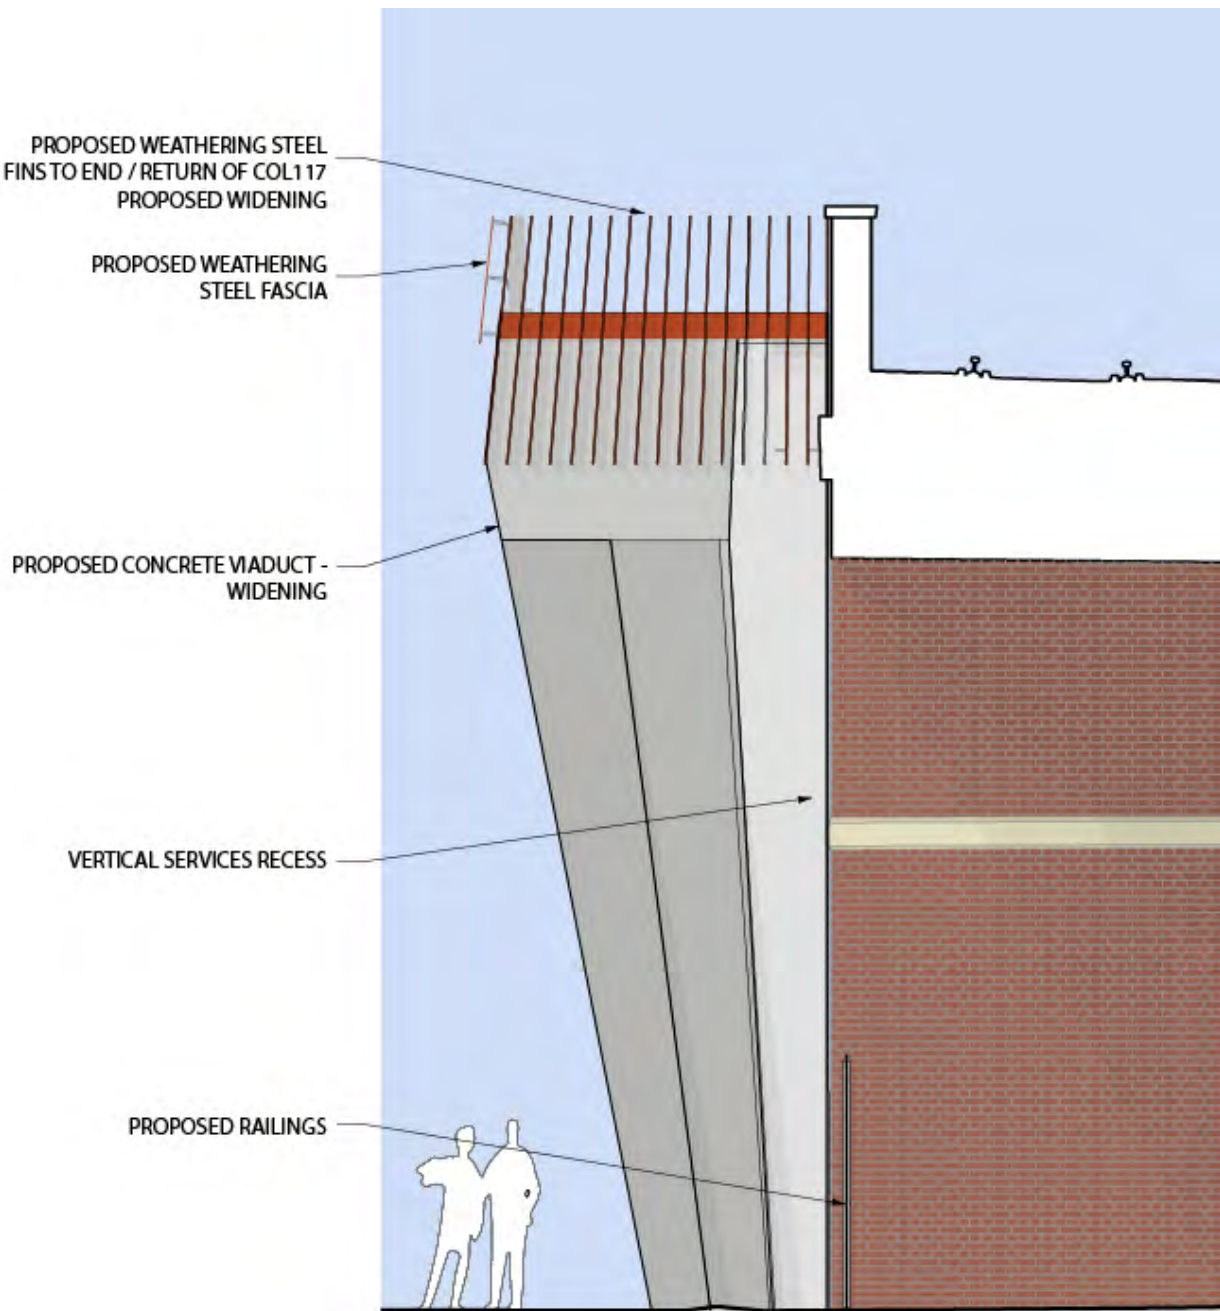 PROPOSED WEATHERING STEEL
FINS TO END / RETURN OF COL117
PROPOSED WIDENING
PROPOSED WEATHERING
STEEL FASCIA
PROPOSED CONCRETE VIADUCT -
WIDENING
VERTICAL SERVICES RECESS
PROPOSED RAILINGS